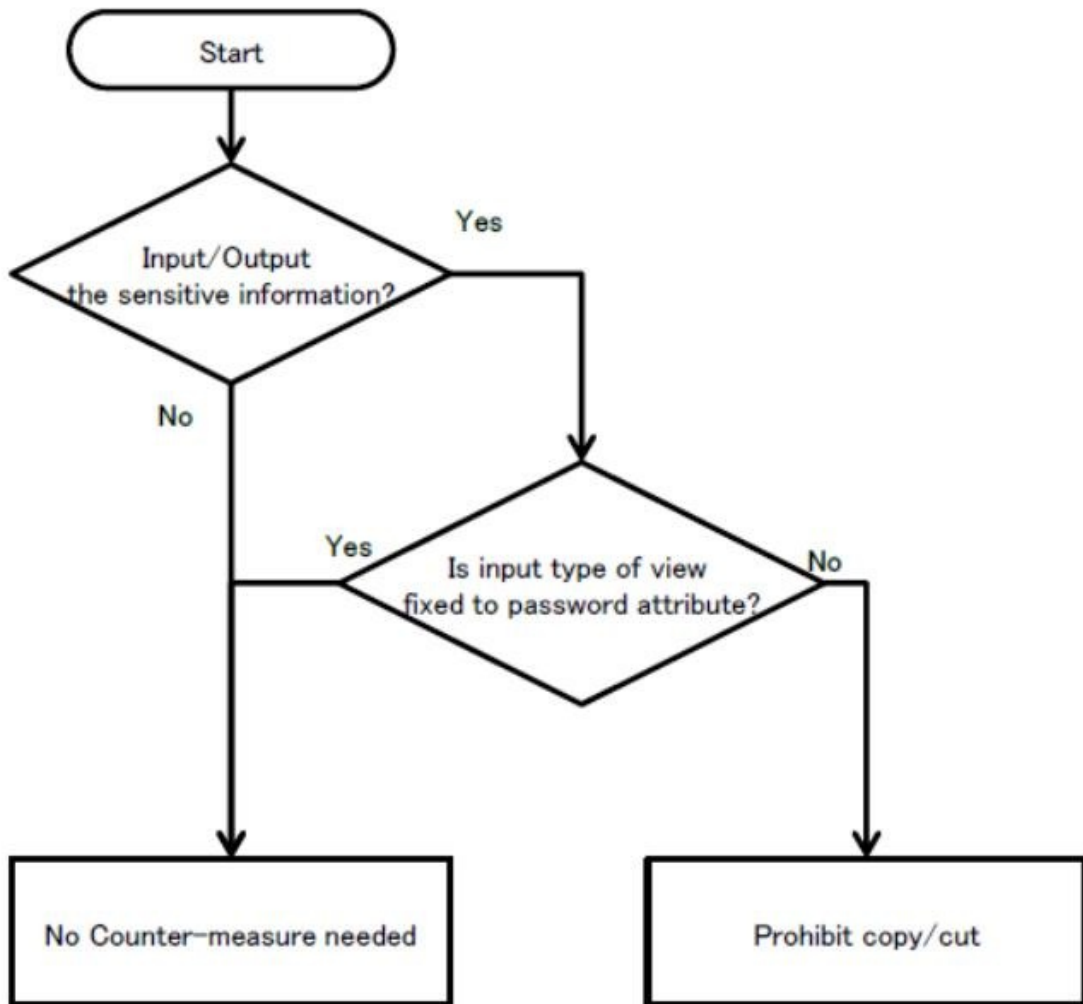 Start
Yes
Input/Output
the sensitive information?
No
Yes
Is input type of view
fixed to password attribute?
No
No Counter-measure needed
Prohibit copy/cut